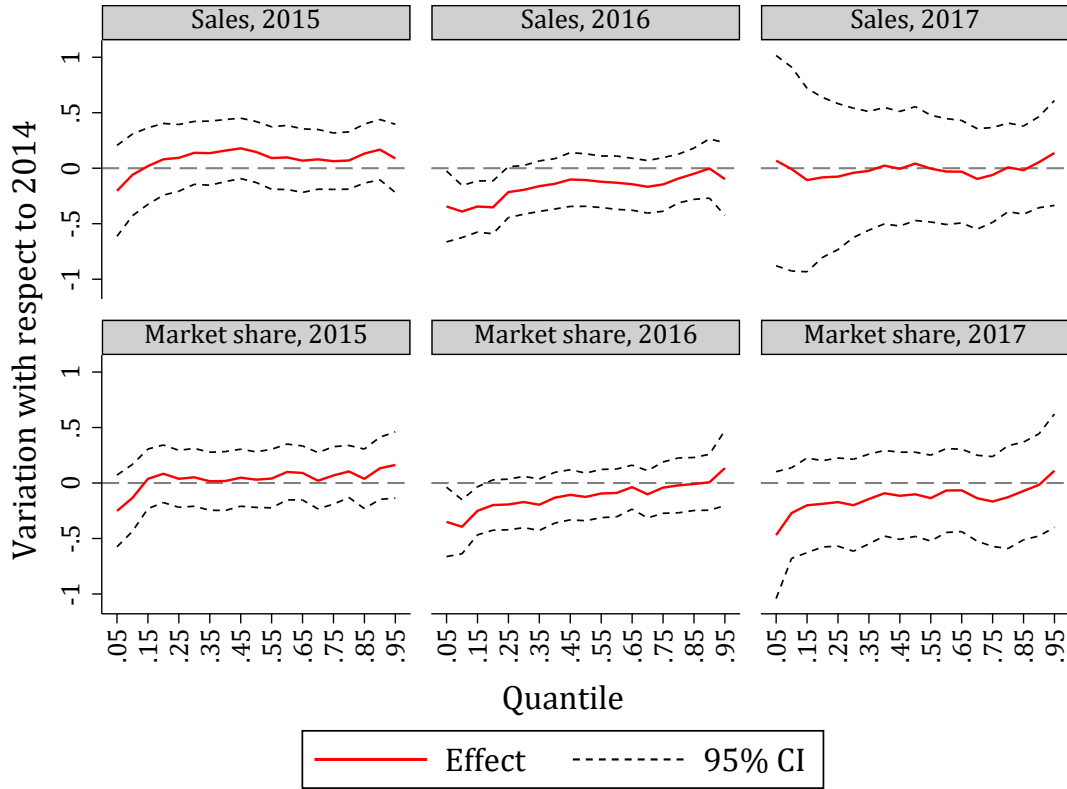 Sales, 2015
Sales, 2016
Sales, 2017
1
.5
0
-.5
-1
Market share, 2015
Market share, 2016
Market share, 2017
1
.5
0
-.5
-1
Variation with respect to 2014
.05 .15 .25 .35 .45 .55 .65 .75 .85 .95
.05 .15 .25 .35 .45 .55 .65 .75 .85 .95
.05 .15 .25 .35 .45 .55 .65 .75 .85 .95
Quantile
Effect
95% CI